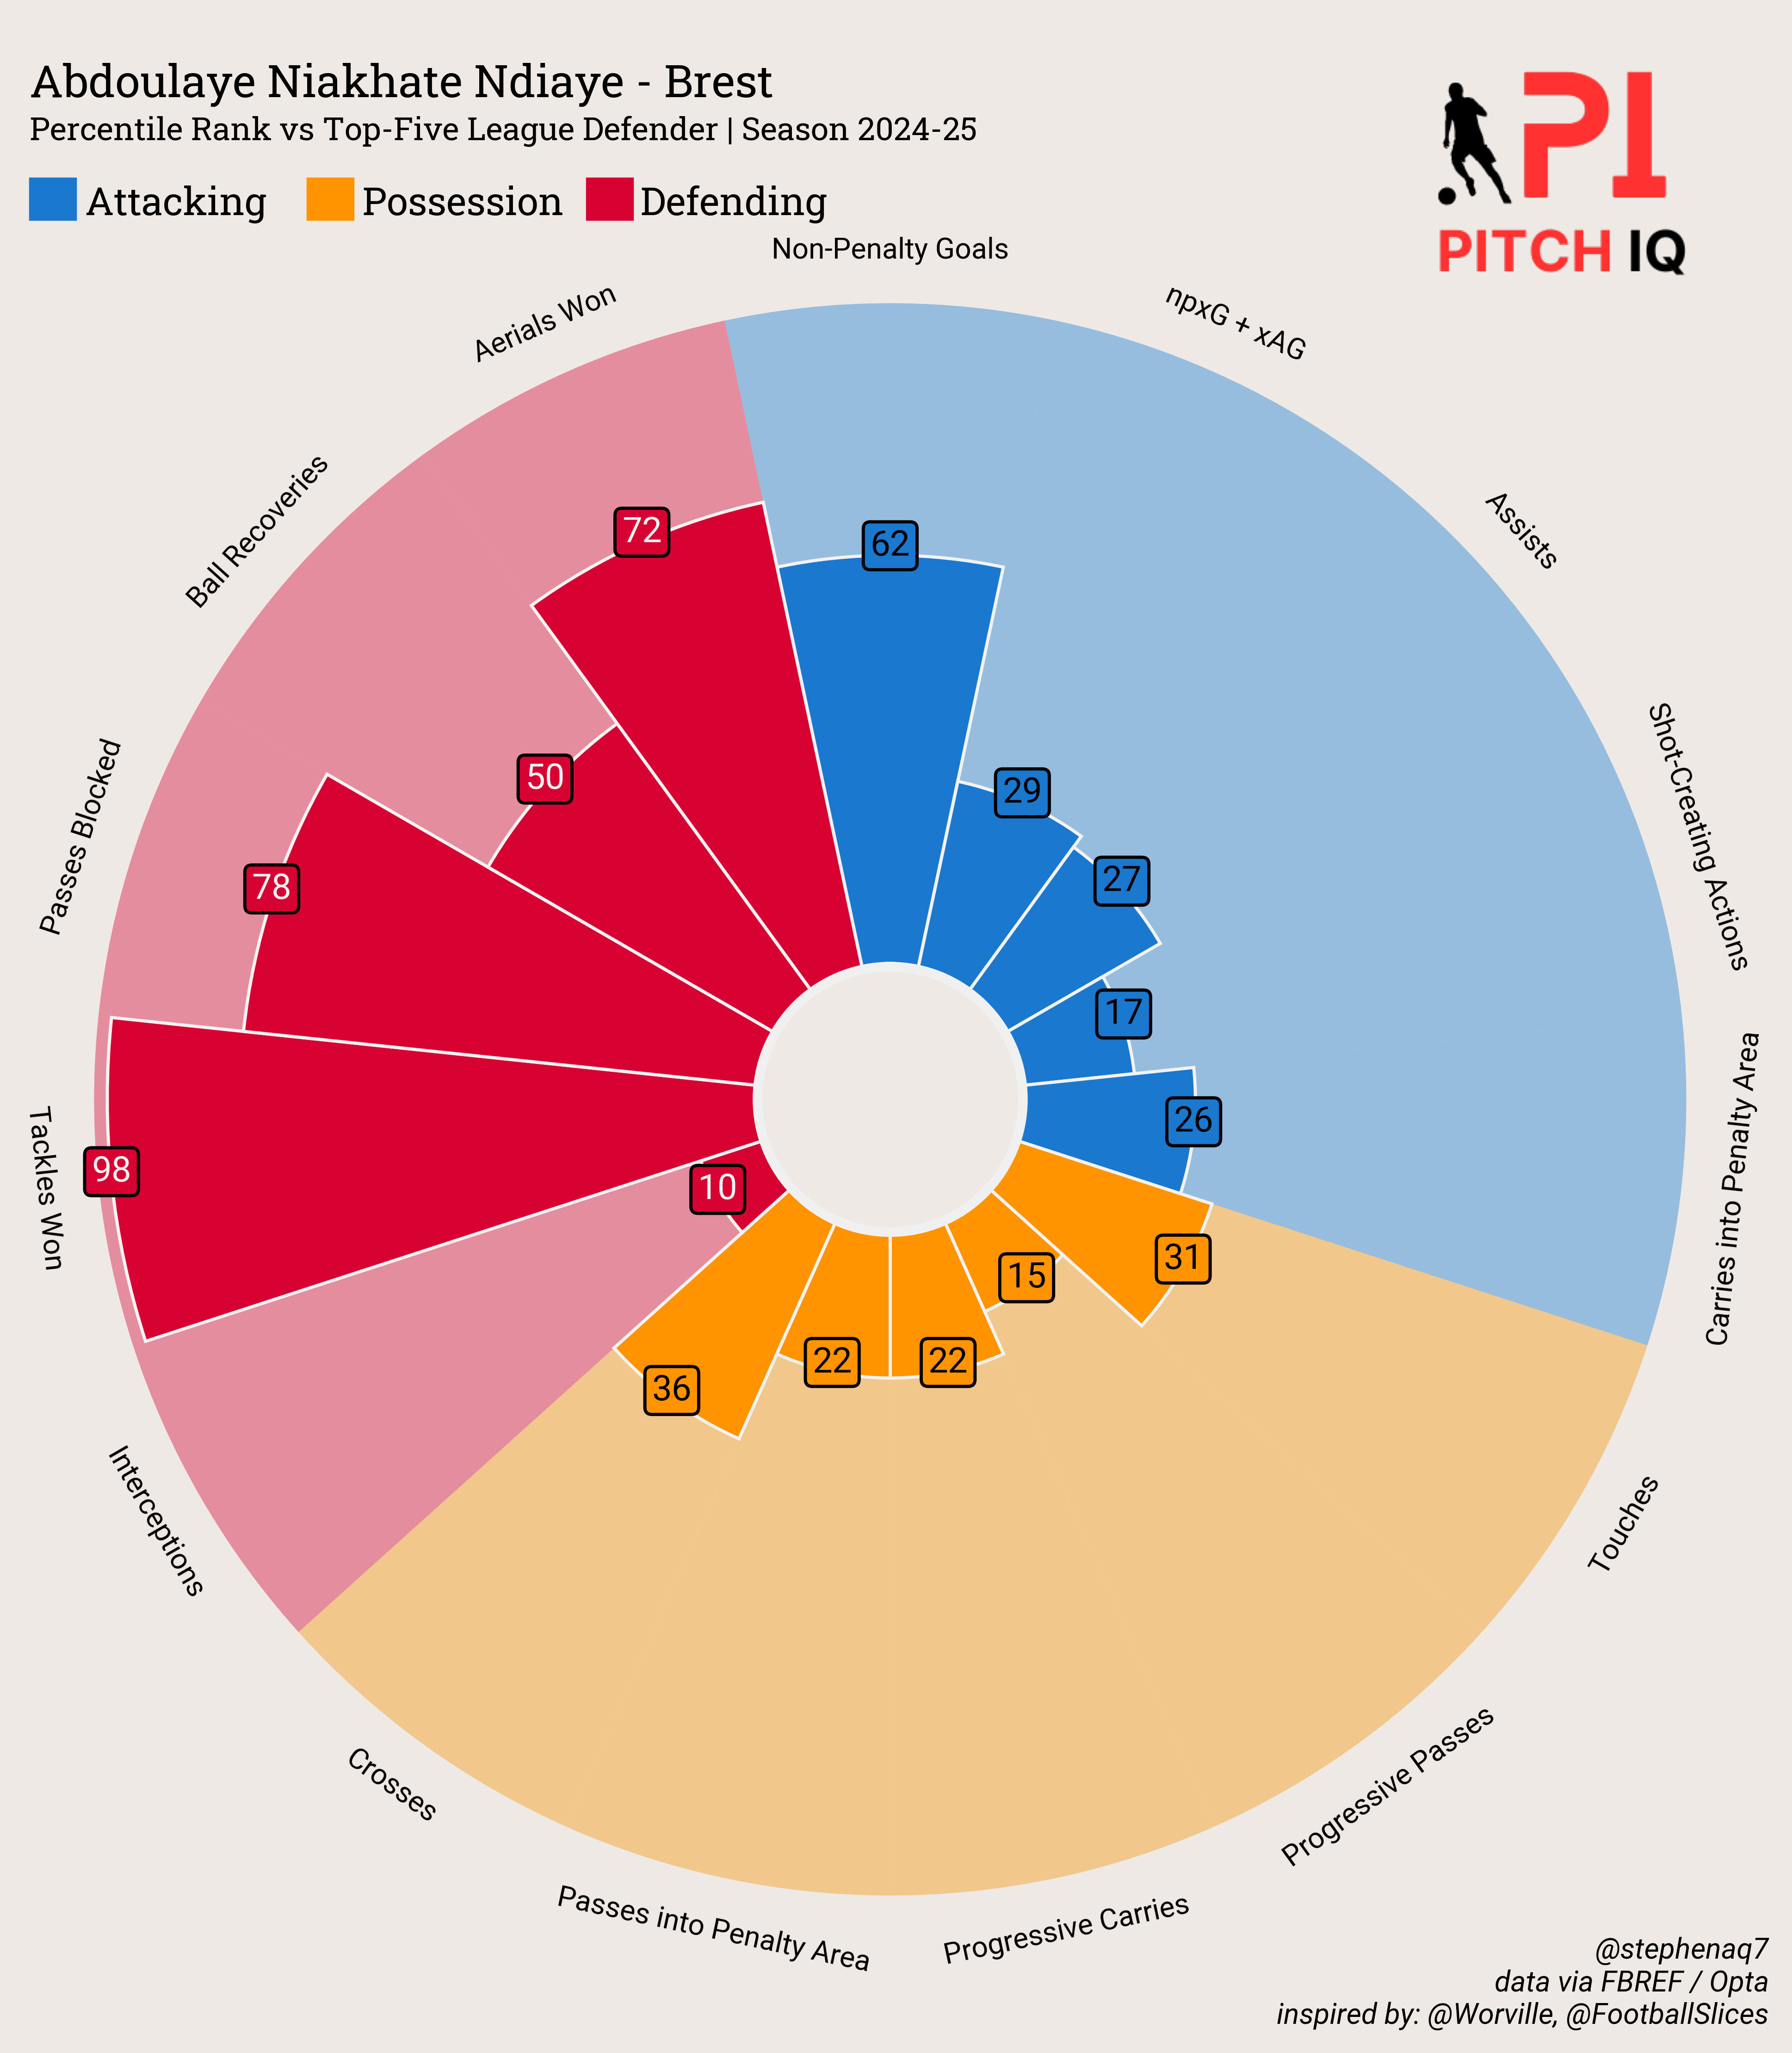 Abdoulaye Niakhate Ndiaye - Brest
Percentile Rank vs Top-Five League Defender | Season 2024-25
Attacking
Possession
Defending
PI
PITCH IQ
Non-Penalty Goals
npxG + xAG
Assists
Shot-Creating Actions
Carries into Penalty Area
Touches
Progressive Passes
Progressive Carries
Passes into Penalty Area
Crosses
Interceptions
Tackles Won
Passes Blocked
Ball Recoveries
Aerials Won
62
29
27
17
26
31
15
22
22
36
10
98
78
50
72
@stephenaq7
data via FBREF / Opta
inspired by: @Worville, @FootballSlices